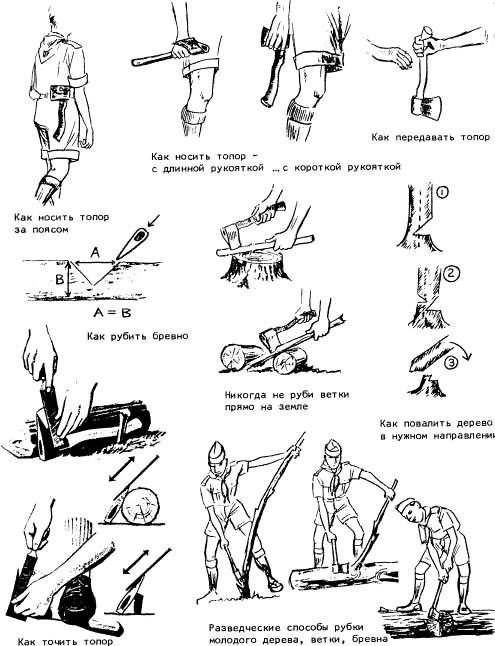 Как передавать топор
Как носить топор -
с длинной рукояткой ... с короткой рукояткой
Как носить топор
за поясом
A
B
A = B
Как рубить бревно
1
2
3
Никогда не руби ветки
прямо на земле
Как повалить дерево
в нужном направлении
Как точить топор
Разведческие способы рубки
молодого дерева, ветки, бревна